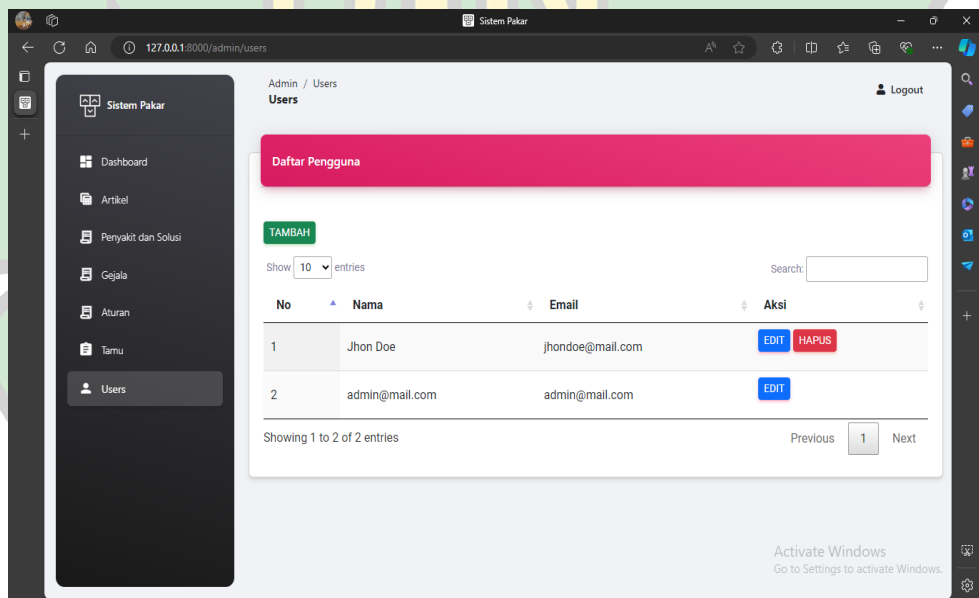 Sistem Pakar
127.0.0.1:8000/admin/users
Sistem Pakar
Dashboard
Artikel
Penyakit dan Solusi
Gejala
Aturan
Tamu
Users
Admin / Users
Users
Logout
Daftar Pengguna
TAMBAH
Show 10 entries
Search:
No Nama Email Aksi
1 Jhon Doe jhondoe@mail.com EDIT HAPUS
2 admin@mail.com admin@mail.com EDIT
Showing 1 to 2 of 2 entries
Previous 1 Next
Activate Windows
Go to Settings to activate Windows.